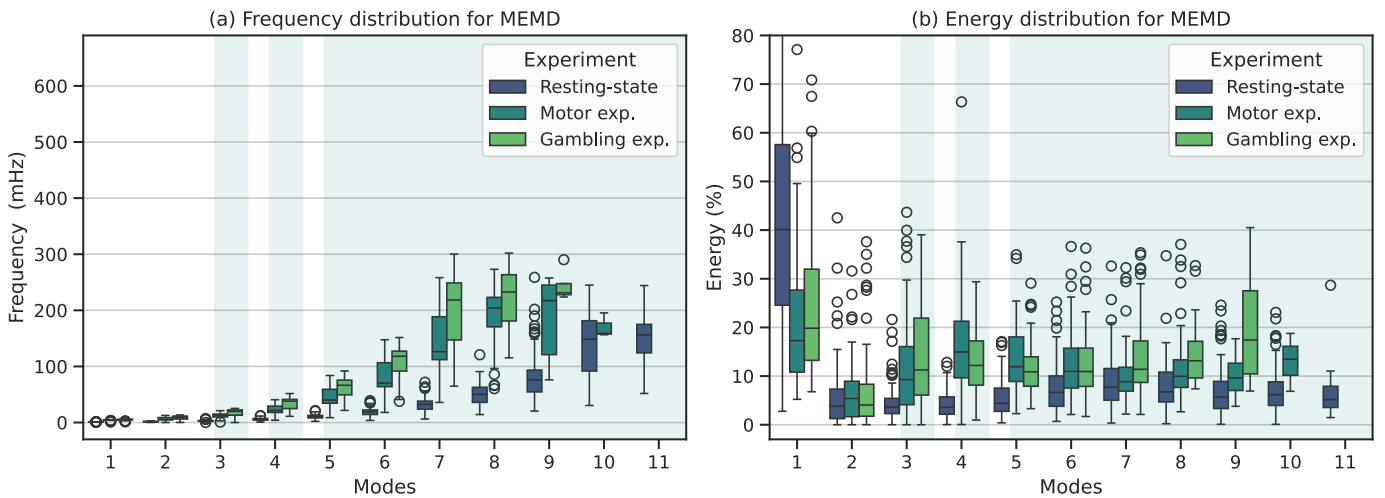 (a) Frequency distribution for MEMD
Experiment
Resting-state
Motor exp.
Gambling exp.
600
500
400
300
200
100
0
Frequency (mHz)
1 2 3 4 5 6 7 8 9 10 11
Modes
(b) Energy distribution for MEMD
Experiment
Resting-state
Motor exp.
Gambling exp.
80
70
60
50
40
30
20
10
0
Energy (%)
1 2 3 4 5 6 7 8 9 10 11
Modes